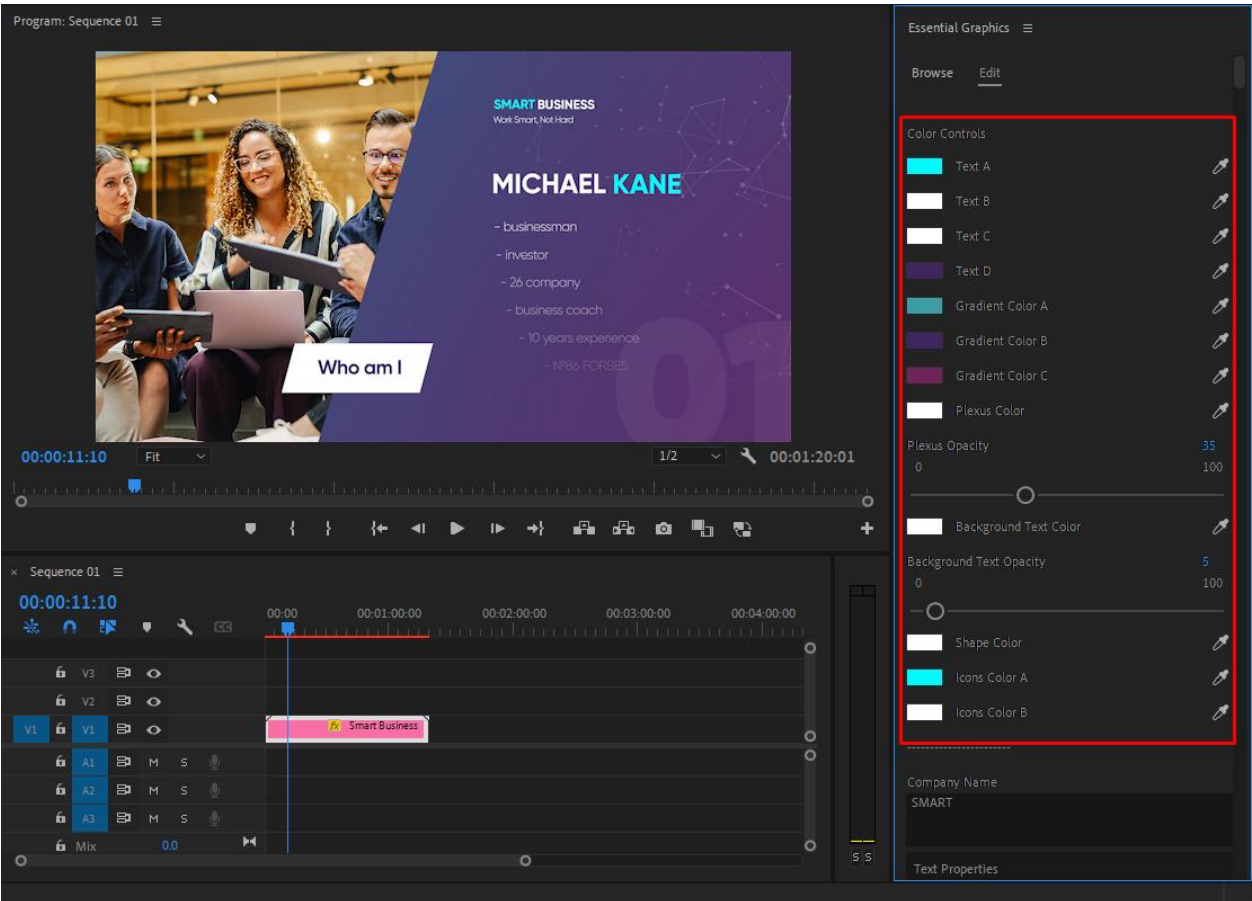 Program: Sequence 01
SMART BUSINESS
Work Smart, Not Hard
MICHAEL KANE
- businessman
- investor
- 26 company
- business coach
- 10 years experience
- №86 FORBES
01
Who am I
00:00:11:10 Fit 1/2 00:01:20:01
× Sequence 01
00:00:11:10
00:00 00:01:00:00 00:02:00:00 00:03:00:00 00:04:00:00
V3
V2
V1 V1 fx Smart Business
A1 M S
A2 M S
A3 M S
Mix 0.0
S S
Essential Graphics
Browse Edit
Color Controls
Text A
Text B
Text C
Text D
Gradient Color A
Gradient Color B
Gradient Color C
Plexus Color
Plexus Opacity 35
0 100
Background Text Color
Background Text Opacity 5
0 100
Shape Color
Icons Color A
Icons Color B
------------------------
Company Name
SMART
Text Properties